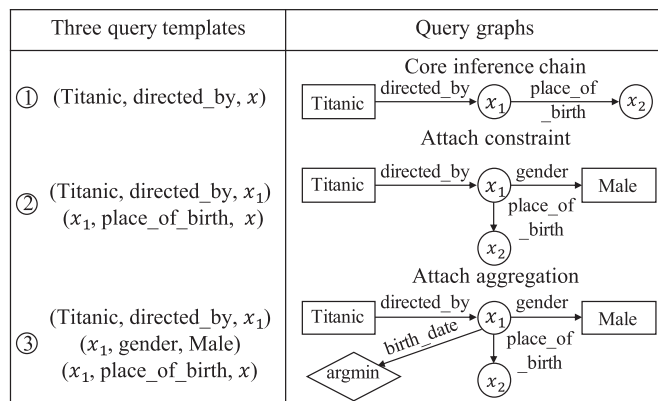 Three query templates
Query graphs
① (Titanic, directed_by, x)
Core inference chain
Titanic directed_by x₁ place_of _birth x₂
② (Titanic, directed_by, x₁)
(x₁, place_of_birth, x)
Attach constraint
Titanic directed_by x₁ gender Male
place_of
_birth
x₂
③ (Titanic, directed_by, x₁)
(x₁, gender, Male)
(x₁, place_of_birth, x)
Attach aggregation
Titanic directed_by x₁ gender Male
birth_date place_of
_birth
argmin x₂